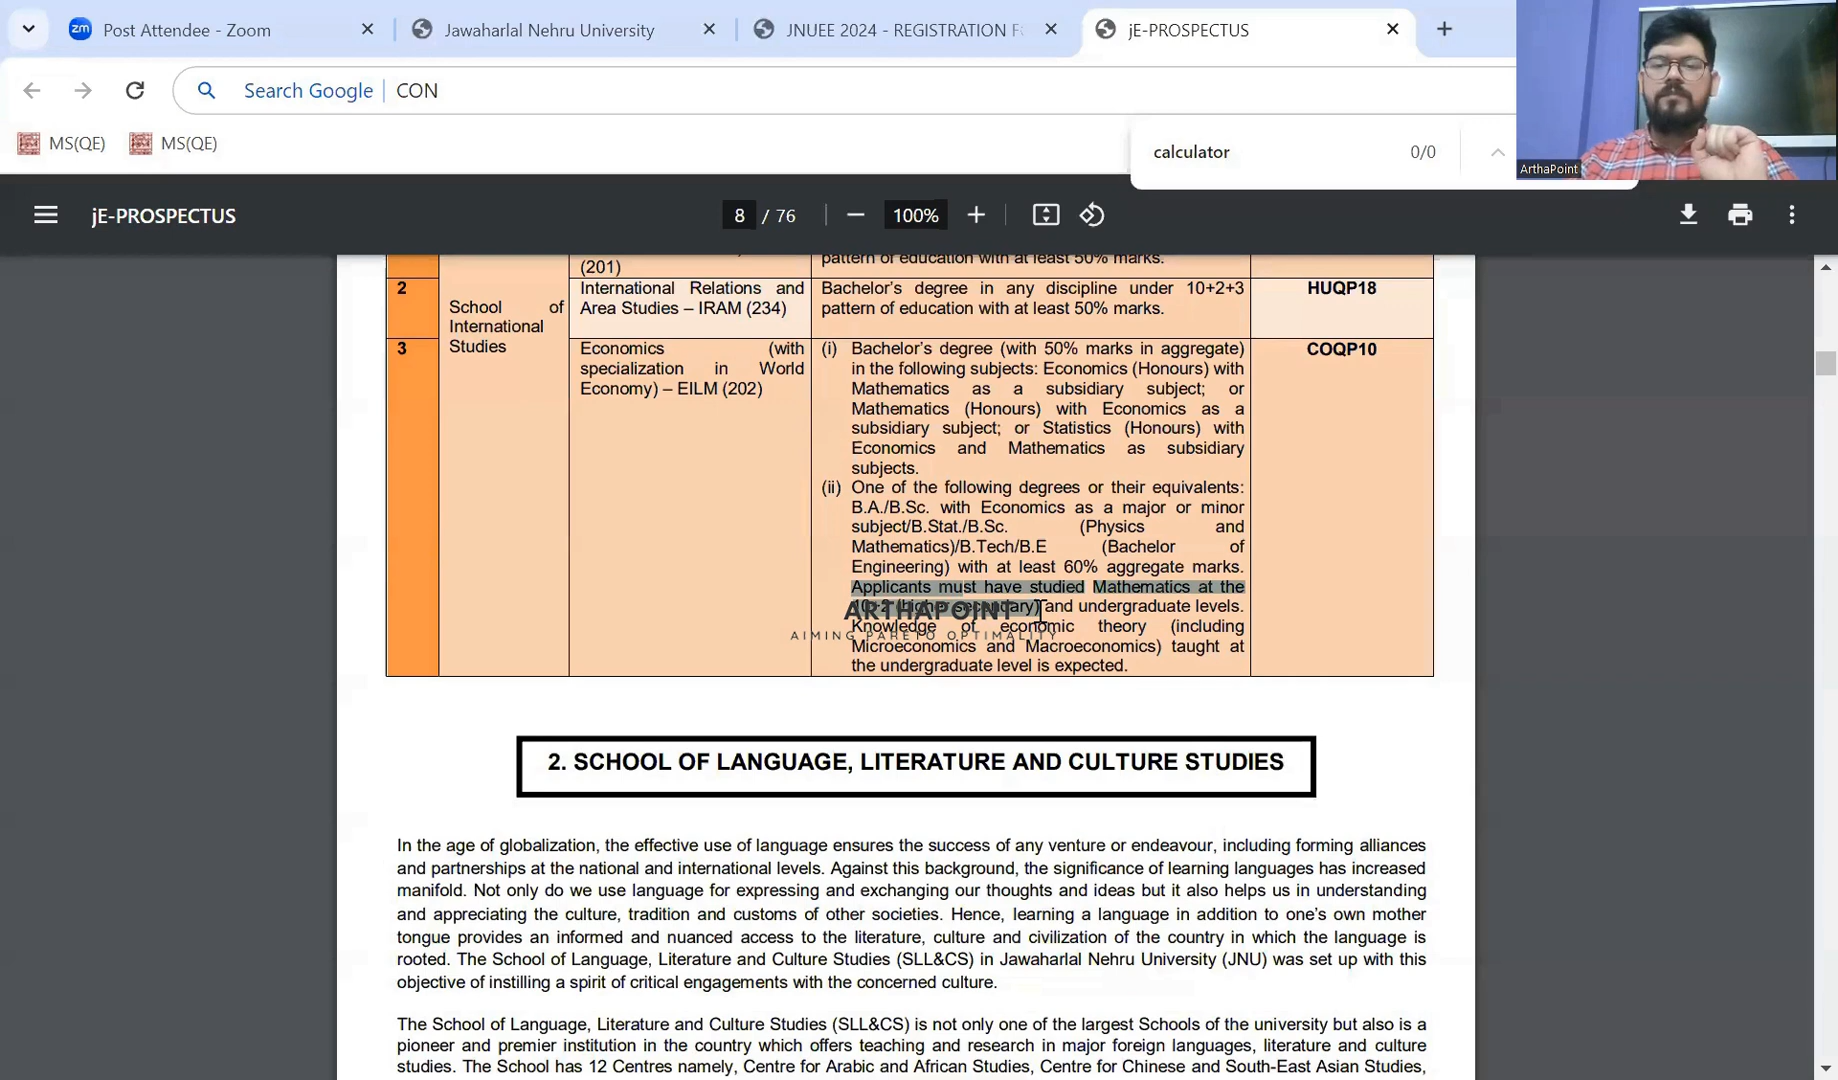 Post Attendee - Zoom
Jawaharlal Nehru University
JNUEE 2024 - REGISTRATION F
jE-PROSPECTUS
Search Google
CON
MS(QE)
MS(QE)
calculator
0/0
ArthaPoint
jE-PROSPECTUS
8 / 76
100%
(201)
pattern of education with at least 50% marks.
2
School of
International
Studies
International Relations and
Area Studies – IRAM (234)
Bachelor's degree in any discipline under 10+2+3
pattern of education with at least 50% marks.
HUQP18
3
Economics (with
specialization in World
Economy) – EILM (202)
(i) Bachelor's degree (with 50% marks in aggregate)
in the following subjects: Economics (Honours) with
Mathematics as a subsidiary subject; or
Mathematics (Honours) with Economics as a
subsidiary subject; or Statistics (Honours) with
Economics and Mathematics as subsidiary
subjects.
(ii) One of the following degrees or their equivalents:
B.A./B.Sc. with Economics as a major or minor
subject/B.Stat./B.Sc. (Physics and
Mathematics)/B.Tech/B.E (Bachelor of
Engineering) with at least 60% aggregate marks.
Applicants must have studied Mathematics at the
10+2 (higher secondary) and undergraduate levels.
Knowledge of economic theory (including
Microeconomics and Macroeconomics) taught at
the undergraduate level is expected.
COQP10
ARTHAPOINT
AIMING PARETO OPTIMALITY
2. SCHOOL OF LANGUAGE, LITERATURE AND CULTURE STUDIES
In the age of globalization, the effective use of language ensures the success of any venture or endeavour, including forming alliances
and partnerships at the national and international levels. Against this background, the significance of learning languages has increased
manifold. Not only do we use language for expressing and exchanging our thoughts and ideas but it also helps us in understanding
and appreciating the culture, tradition and customs of other societies. Hence, learning a language in addition to one's own mother
tongue provides an informed and nuanced access to the literature, culture and civilization of the country in which the language is
rooted. The School of Language, Literature and Culture Studies (SLL&CS) in Jawaharlal Nehru University (JNU) was set up with this
objective of instilling a spirit of critical engagements with the concerned culture.
The School of Language, Literature and Culture Studies (SLL&CS) is not only one of the largest Schools of the university but also is a
pioneer and premier institution in the country which offers teaching and research in major foreign languages, literature and culture
studies. The School has 12 Centres namely, Centre for Arabic and African Studies, Centre for Chinese and South-East Asian Studies,